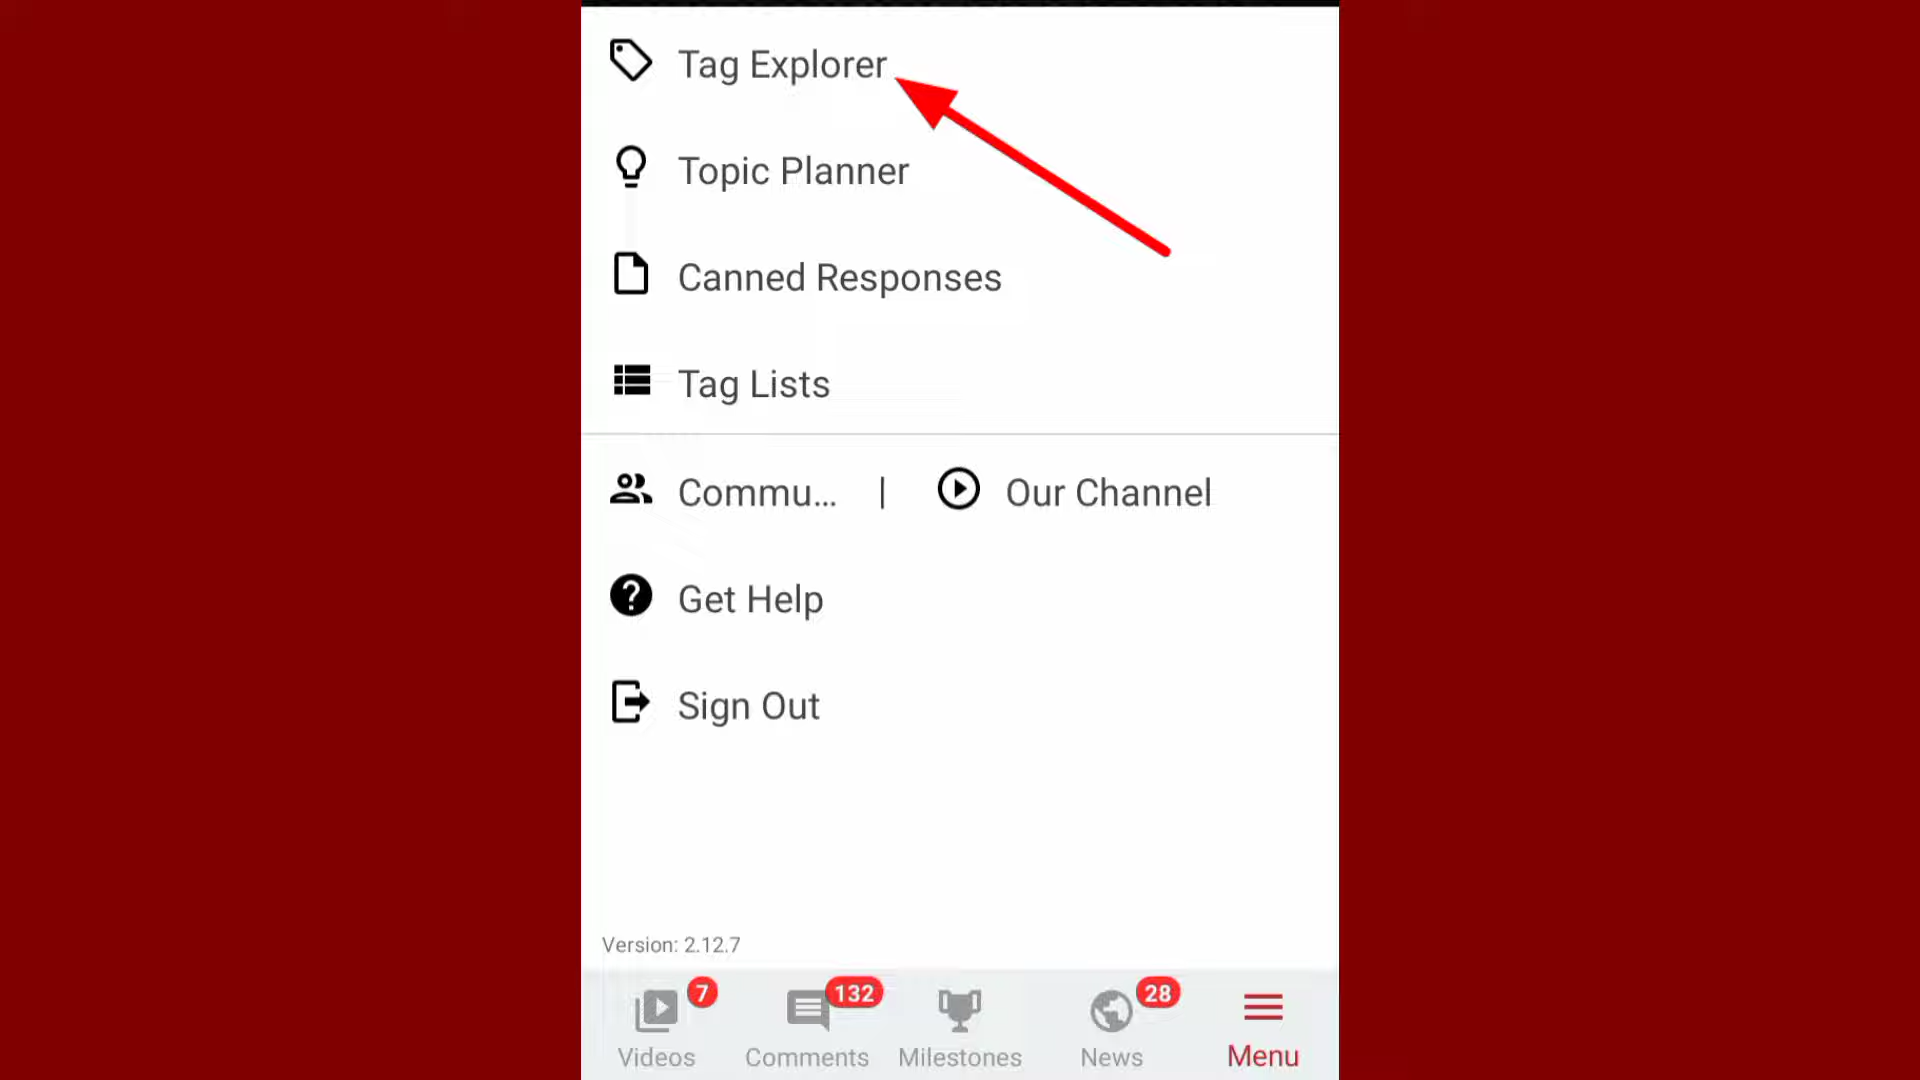 Tag Explorer
Topic Planner
Canned Responses
Tag Lists
Commu... | Our Channel
Get Help
Sign Out
Version: 2.12.7
7 132 28
Videos Comments Milestones News Menu